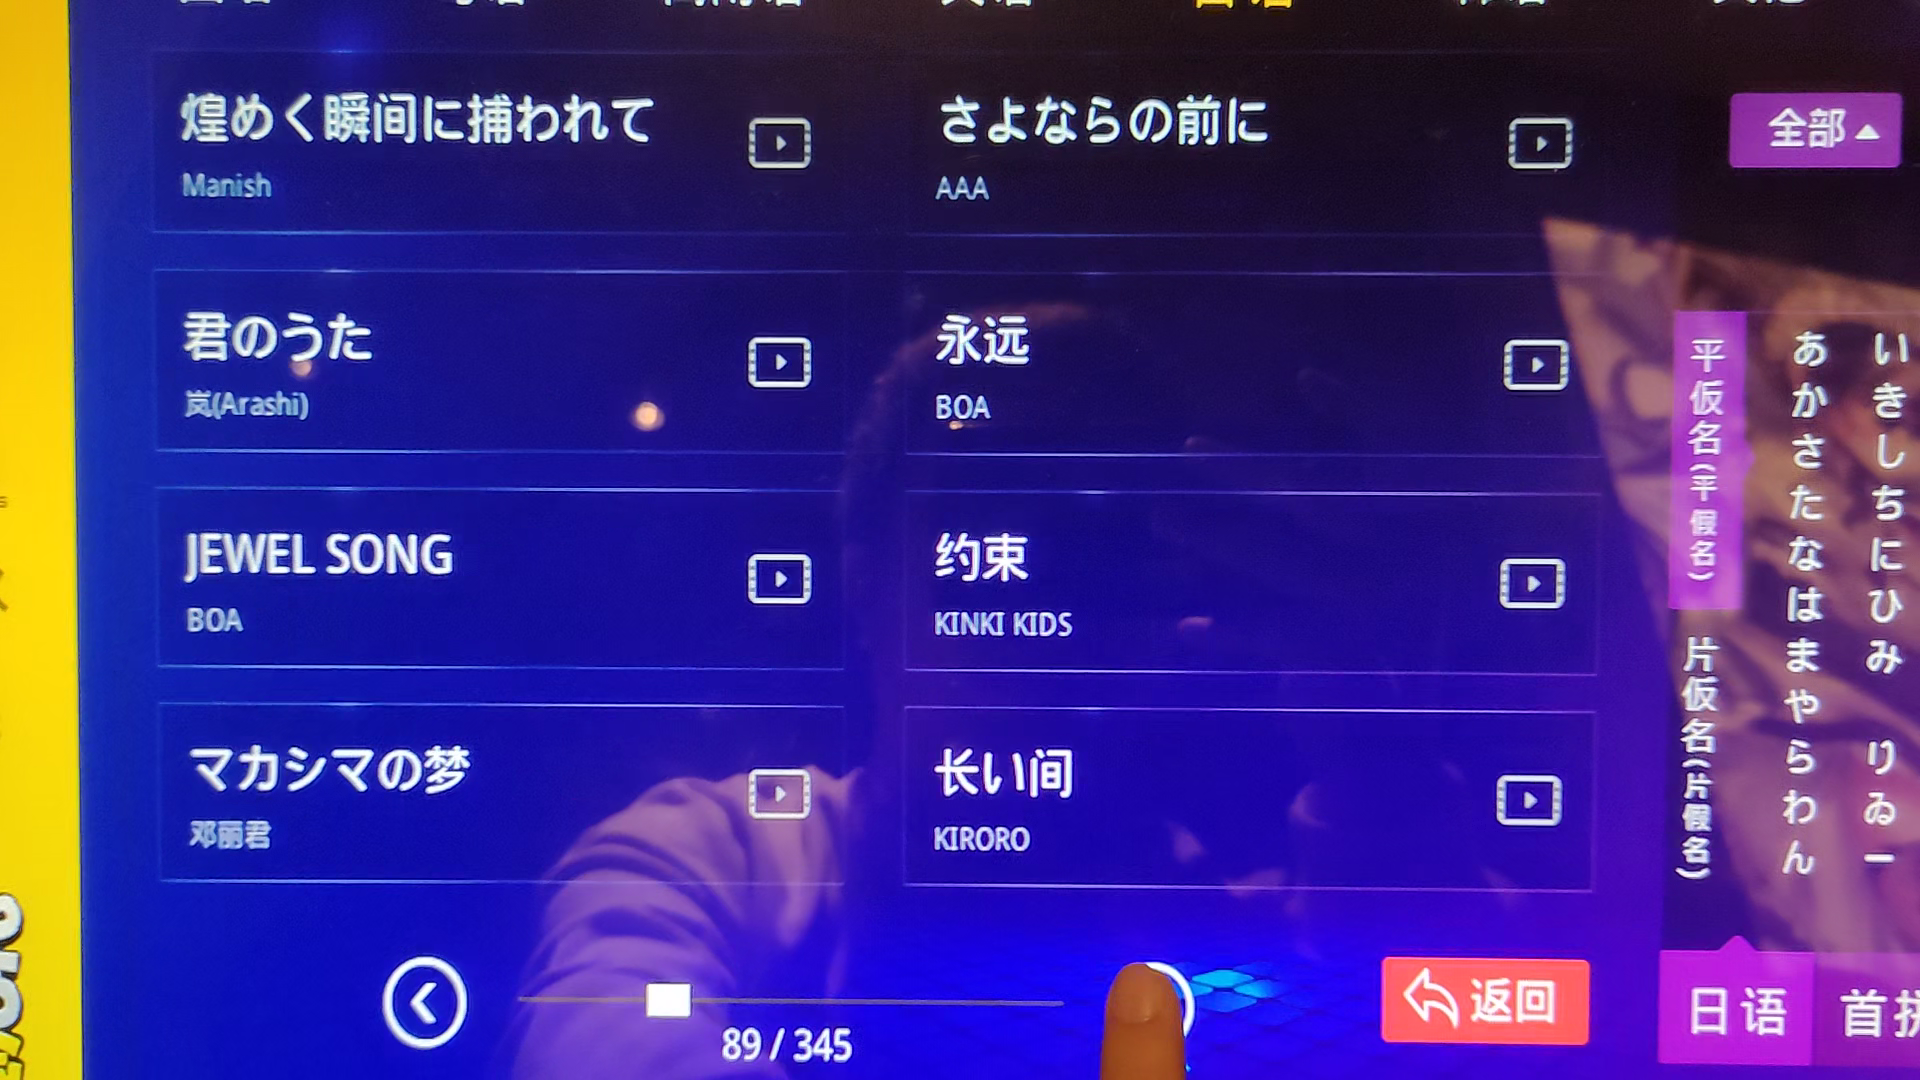 日语
煌めく瞬间に捕われて
Manish
さよならの前に
AAA
全部
君のうた
岚(Arashi)
永远
BOA
JEWEL SONG
BOA
约束
KINKI KIDS
マカシマの梦
邓丽君
长い间
KIRORO
平仮名(平假名)
片仮名(片假名)
あかさたなはまやらわん
いきしちにひみ りゐー
89 / 345
返回
日语
首拼